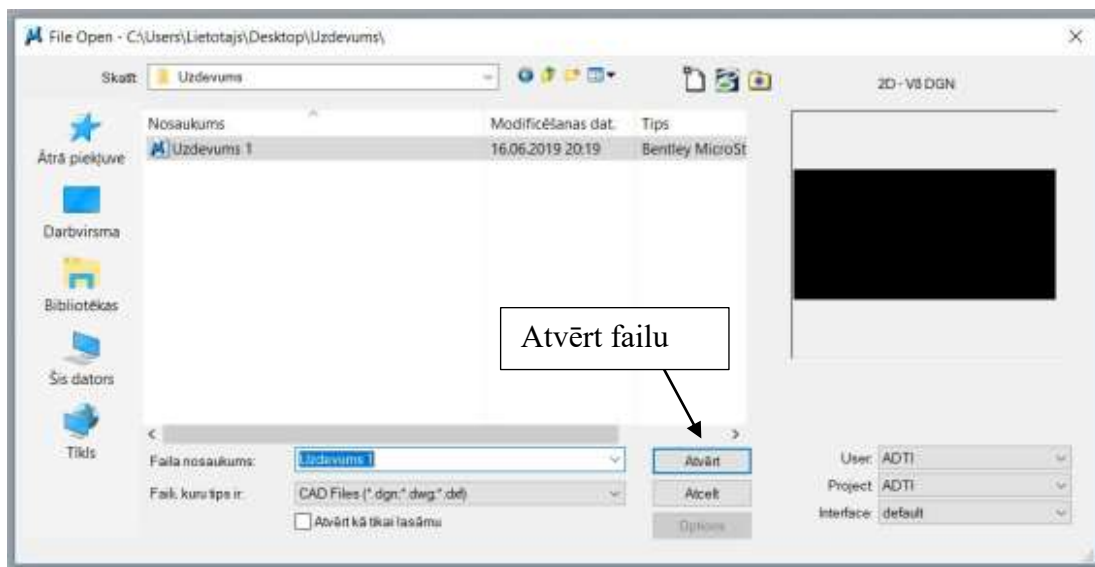 File Open - C:\Users\Lietotajs\Desktop\Uzdevums\
Skatīt: Uzdevums
2D - V8 DGN
Nosaukums Modificēšanas dat. Tips
Uzdevums 1 16.06.2019 20:19 Bentley MicroSt
Ātrā piekļuve
Darbvirsma
Bibliotēkas
Šis dators
Tīkls
Atvērt failu
Faila nosaukums: Uzdevums 1 Atvērt
Faili, kuru tips ir: CAD Files (*.dgn;*.dwg;*.dxf) Atcelt
Atvērt kā tikai lasāmu Options
User: ADTI
Project: ADTI
Interface: default